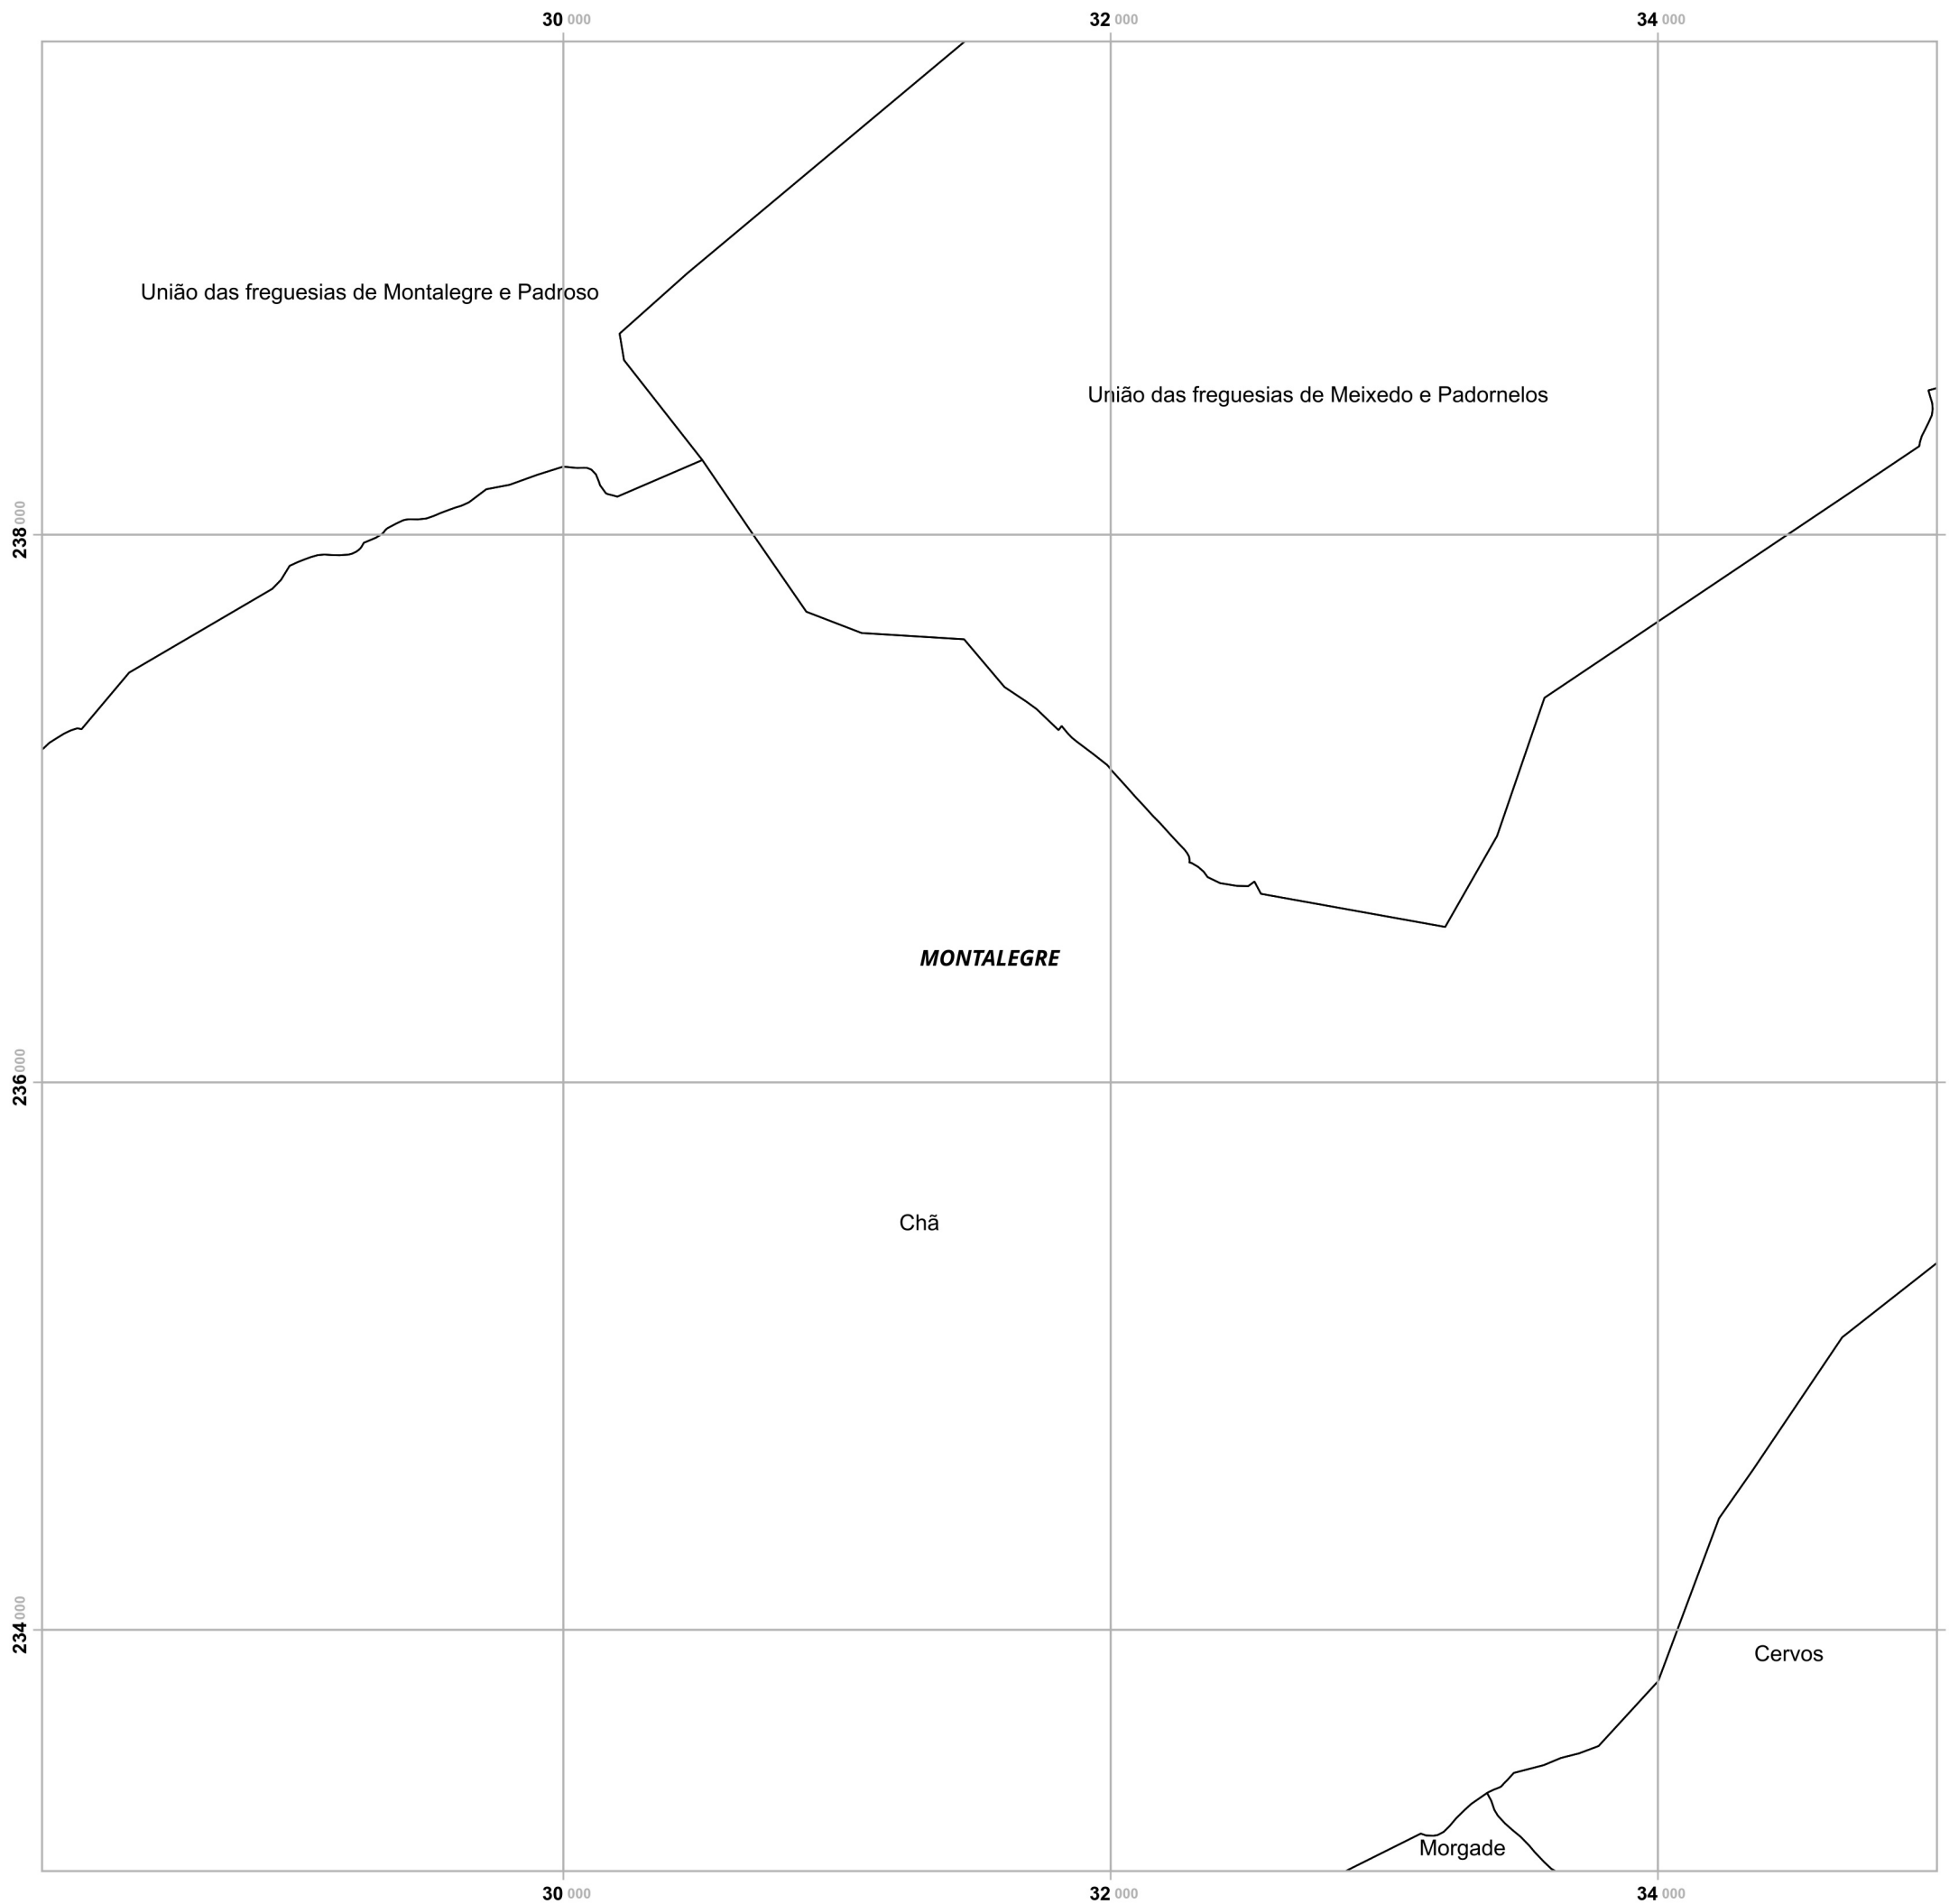 30 000
32 000
34 000
União das freguesias de Montalegre e Padroso
União das freguesias de Meixedo e Padornelos
238 000
MONTALEGRE
236 000
Chã
234 000
Cervos
Morgade
30 000
32 000
34 000